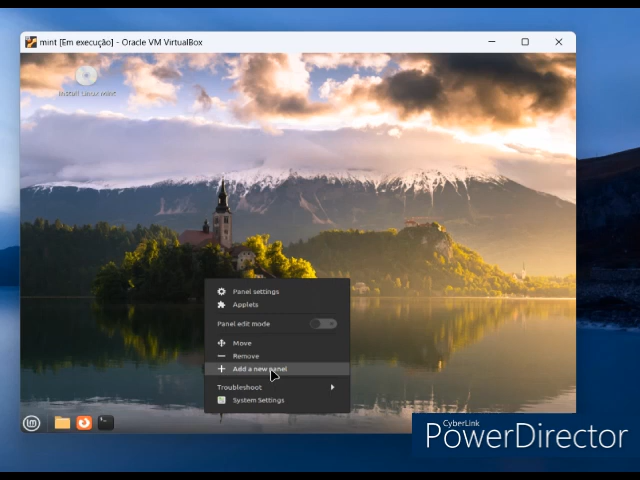 mint [Em execução] - Oracle VM VirtualBox
Install Linux Mint
Panel settings
Applets
Panel edit mode
Move
Remove
Add a new panel
Troubleshoot
System Settings
CyberLink
PowerDirector